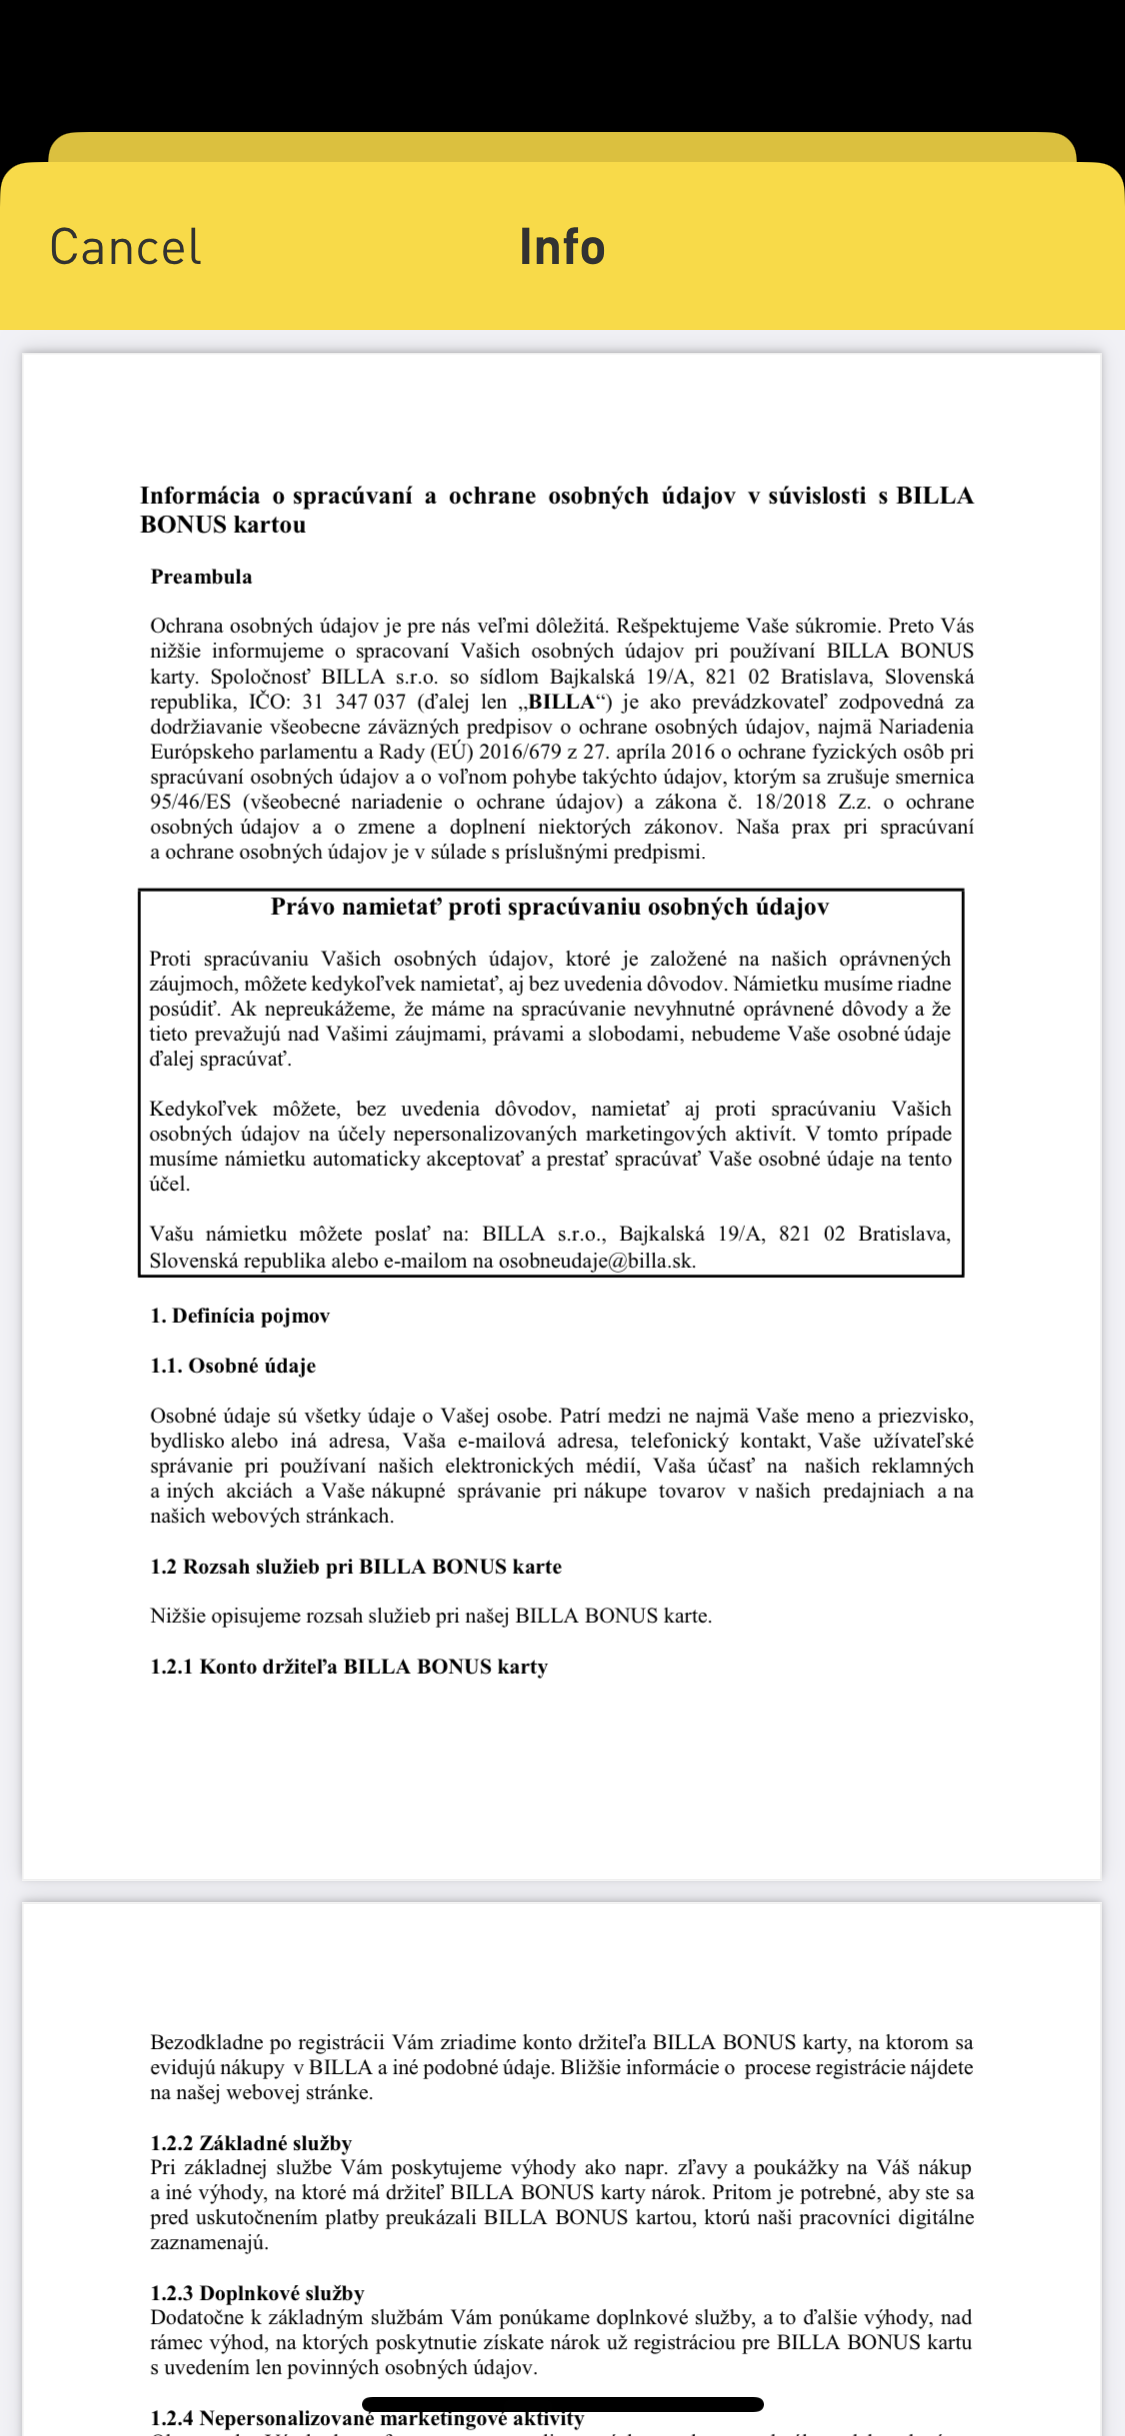 Cancel
Info
Informácia o spracúvaní a ochrane osobných údajov v súvislosti s BILLA
BONUS kartou
Preambula
Ochrana osobných údajov je pre nás veľmi dôležitá. Rešpektujeme Vaše súkromie. Preto Vás
nižšie informujeme o spracovaní Vašich osobných údajov pri používaní BILLA BONUS
karty. Spoločnosť BILLA s.r.o. so sídlom Bajkalská 19/A, 821 02 Bratislava, Slovenská
republika, IČO: 31 347 037 (ďalej len „BILLA“) je ako prevádzkovateľ zodpovedná za
dodržiavanie všeobecne záväzných predpisov o ochrane osobných údajov, najmä Nariadenia
Európskeho parlamentu a Rady (EÚ) 2016/679 z 27. apríla 2016 o ochrane fyzických osôb pri
spracúvaní osobných údajov a o voľnom pohybe takýchto údajov, ktorým sa zrušuje smernica
95/46/ES (všeobecné nariadenie o ochrane údajov) a zákona č. 18/2018 Z.z. o ochrane
osobných údajov a o zmene a doplnení niektorých zákonov. Naša prax pri spracúvaní
a ochrane osobných údajov je v súlade s príslušnými predpismi.
Právo namietať proti spracúvaniu osobných údajov
Proti spracúvaniu Vašich osobných údajov, ktoré je založené na našich oprávnených
záujmoch, môžete kedykoľvek namietať, aj bez uvedenia dôvodov. Námietku musíme riadne
posúdiť. Ak nepreukážeme, že máme na spracúvanie nevyhnutné oprávnené dôvody a že
tieto prevažujú nad Vašimi záujmami, právami a slobodami, nebudeme Vaše osobné údaje
ďalej spracúvať.
Kedykoľvek môžete, bez uvedenia dôvodov, namietať aj proti spracúvaniu Vašich
osobných údajov na účely nepersonalizovaných marketingových aktivít. V tomto prípade
musíme námietku automaticky akceptovať a prestať spracúvať Vaše osobné údaje na tento
účel.
Vašu námietku môžete poslať na: BILLA s.r.o., Bajkalská 19/A, 821 02 Bratislava,
Slovenská republika alebo e-mailom na osobneudaje@billa.sk.
1. Definícia pojmov
1.1. Osobné údaje
Osobné údaje sú všetky údaje o Vašej osobe. Patrí medzi ne najmä Vaše meno a priezvisko,
bydlisko alebo iná adresa, Vaša e-mailová adresa, telefonický kontakt, Vaše užívateľské
správanie pri používaní našich elektronických médií, Vaša účasť na našich reklamných
a iných akciách a Vaše nákupné správanie pri nákupe tovarov v našich predajniach a na
našich webových stránkach.
1.2 Rozsah služieb pri BILLA BONUS karte
Nižšie opisujeme rozsah služieb pri našej BILLA BONUS karte.
1.2.1 Konto držiteľa BILLA BONUS karty
Bezodkladne po registrácii Vám zriadime konto držiteľa BILLA BONUS karty, na ktorom sa
evidujú nákupy v BILLA a iné podobné údaje. Bližšie informácie o procese registrácie nájdete
na našej webovej stránke.
1.2.2 Základné služby
Pri základnej službe Vám poskytujeme výhody ako napr. zľavy a poukážky na Váš nákup
a iné výhody, na ktoré má držiteľ BILLA BONUS karty nárok. Pritom je potrebné, aby ste sa
pred uskutočnením platby preukázali BILLA BONUS kartou, ktorú naši pracovníci digitálne
zaznamenajú.
1.2.3 Doplnkové služby
Dodatočne k základným službám Vám ponúkame doplnkové služby, a to ďalšie výhody, nad
rámec výhod, na ktorých poskytnutie získate nárok už registráciou pre BILLA BONUS kartu
s uvedením len povinných osobných údajov.
1.2.4 Nepersonalizované marketingové aktivity